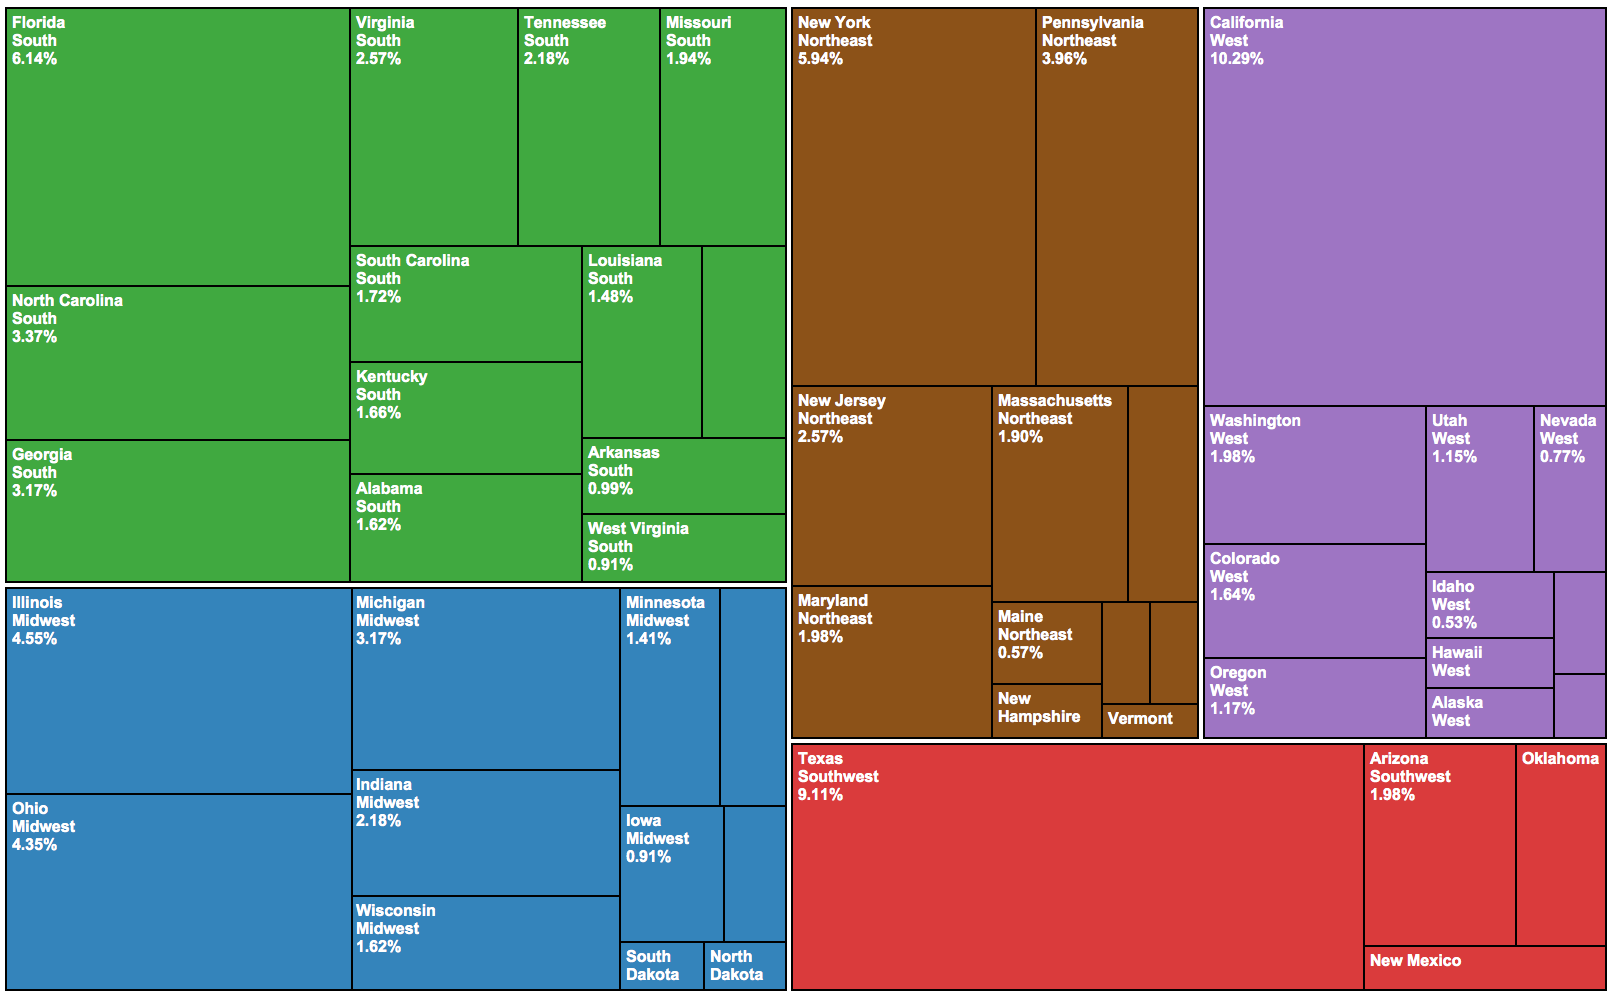 Florida
South
6.14%
Virginia
South
2.57%
Tennessee
South
2.18%
Missouri
South
1.94%
North Carolina
South
3.37%
Georgia
South
3.17%
South Carolina
South
1.72%
Kentucky
South
1.66%
Alabama
South
1.62%
Louisiana
South
1.48%
Arkansas
South
0.99%
West Virginia
South
0.91%
New York
Northeast
5.94%
Pennsylvania
Northeast
3.96%
New Jersey
Northeast
2.57%
Maryland
Northeast
1.98%
Massachusetts
Northeast
1.90%
Maine
Northeast
0.57%
New
Hampshire
Vermont
California
West
10.29%
Washington
West
1.98%
Colorado
West
1.64%
Oregon
West
1.17%
Utah
West
1.15%
Nevada
West
0.77%
Idaho
West
0.53%
Hawaii
West
Alaska
West
Illinois
Midwest
4.55%
Ohio
Midwest
4.35%
Michigan
Midwest
3.17%
Indiana
Midwest
2.18%
Wisconsin
Midwest
1.62%
Minnesota
Midwest
1.41%
Iowa
Midwest
0.91%
South
Dakota
North
Dakota
Texas
Southwest
9.11%
Arizona
Southwest
1.98%
Oklahoma
New Mexico